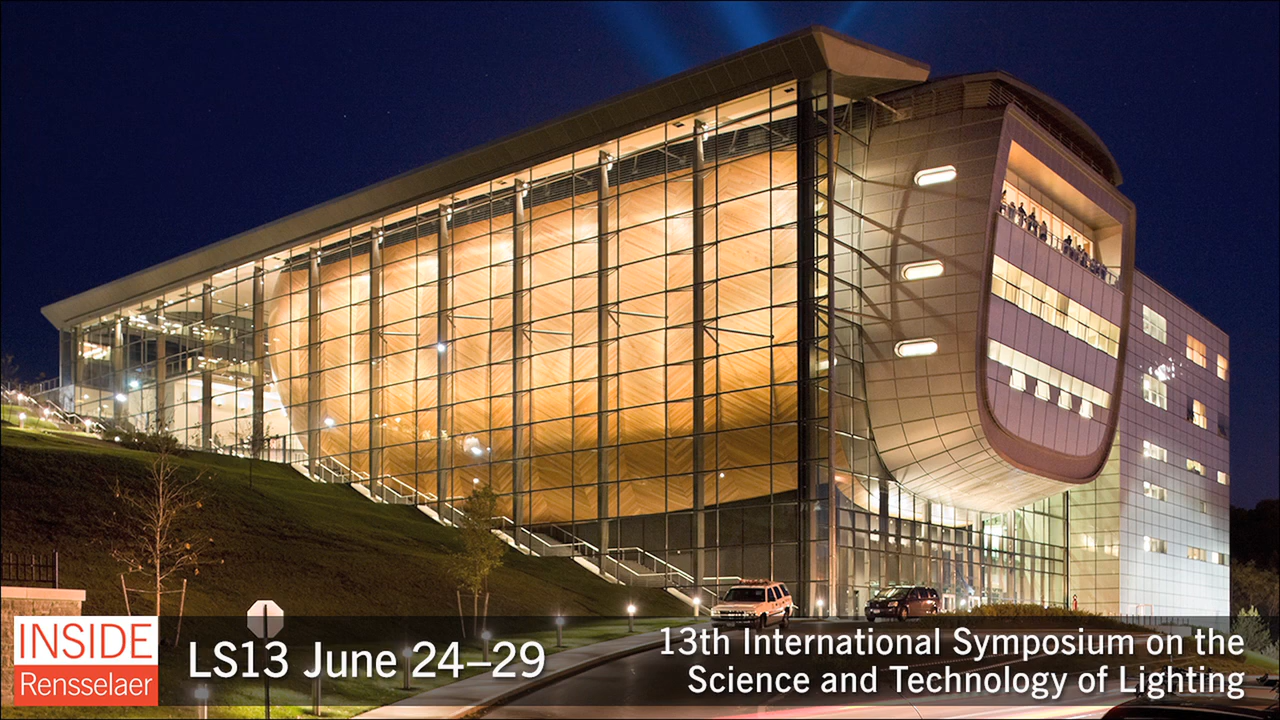 INSIDE
Rensselaer
LS13 June 24–29
13th International Symposium on the
Science and Technology of Lighting